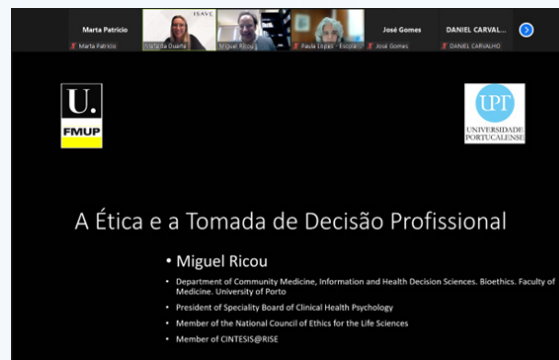 Marta Patricio
José Gomes
DANIEL CARVAL...
ISAVE
Marta Patricio
Mafalda Duarte
Miguel Ricou
Paula Lopes - Escola...
José Gomes
DANIEL CARVALHO
U.
FMUP
UPT
UNIVERSIDADE
PORTUCALENSE
A Ética e a Tomada de Decisão Profissional
• Miguel Ricou
• Department of Community Medicine, Information and Health Decision Sciences. Bioethics. Faculty of
Medicine. University of Porto
• President of Speciality Board of Clinical Health Psychology
• Member of the National Council of Ethics for the Life Sciences
• Member of CINTESIS@RISE